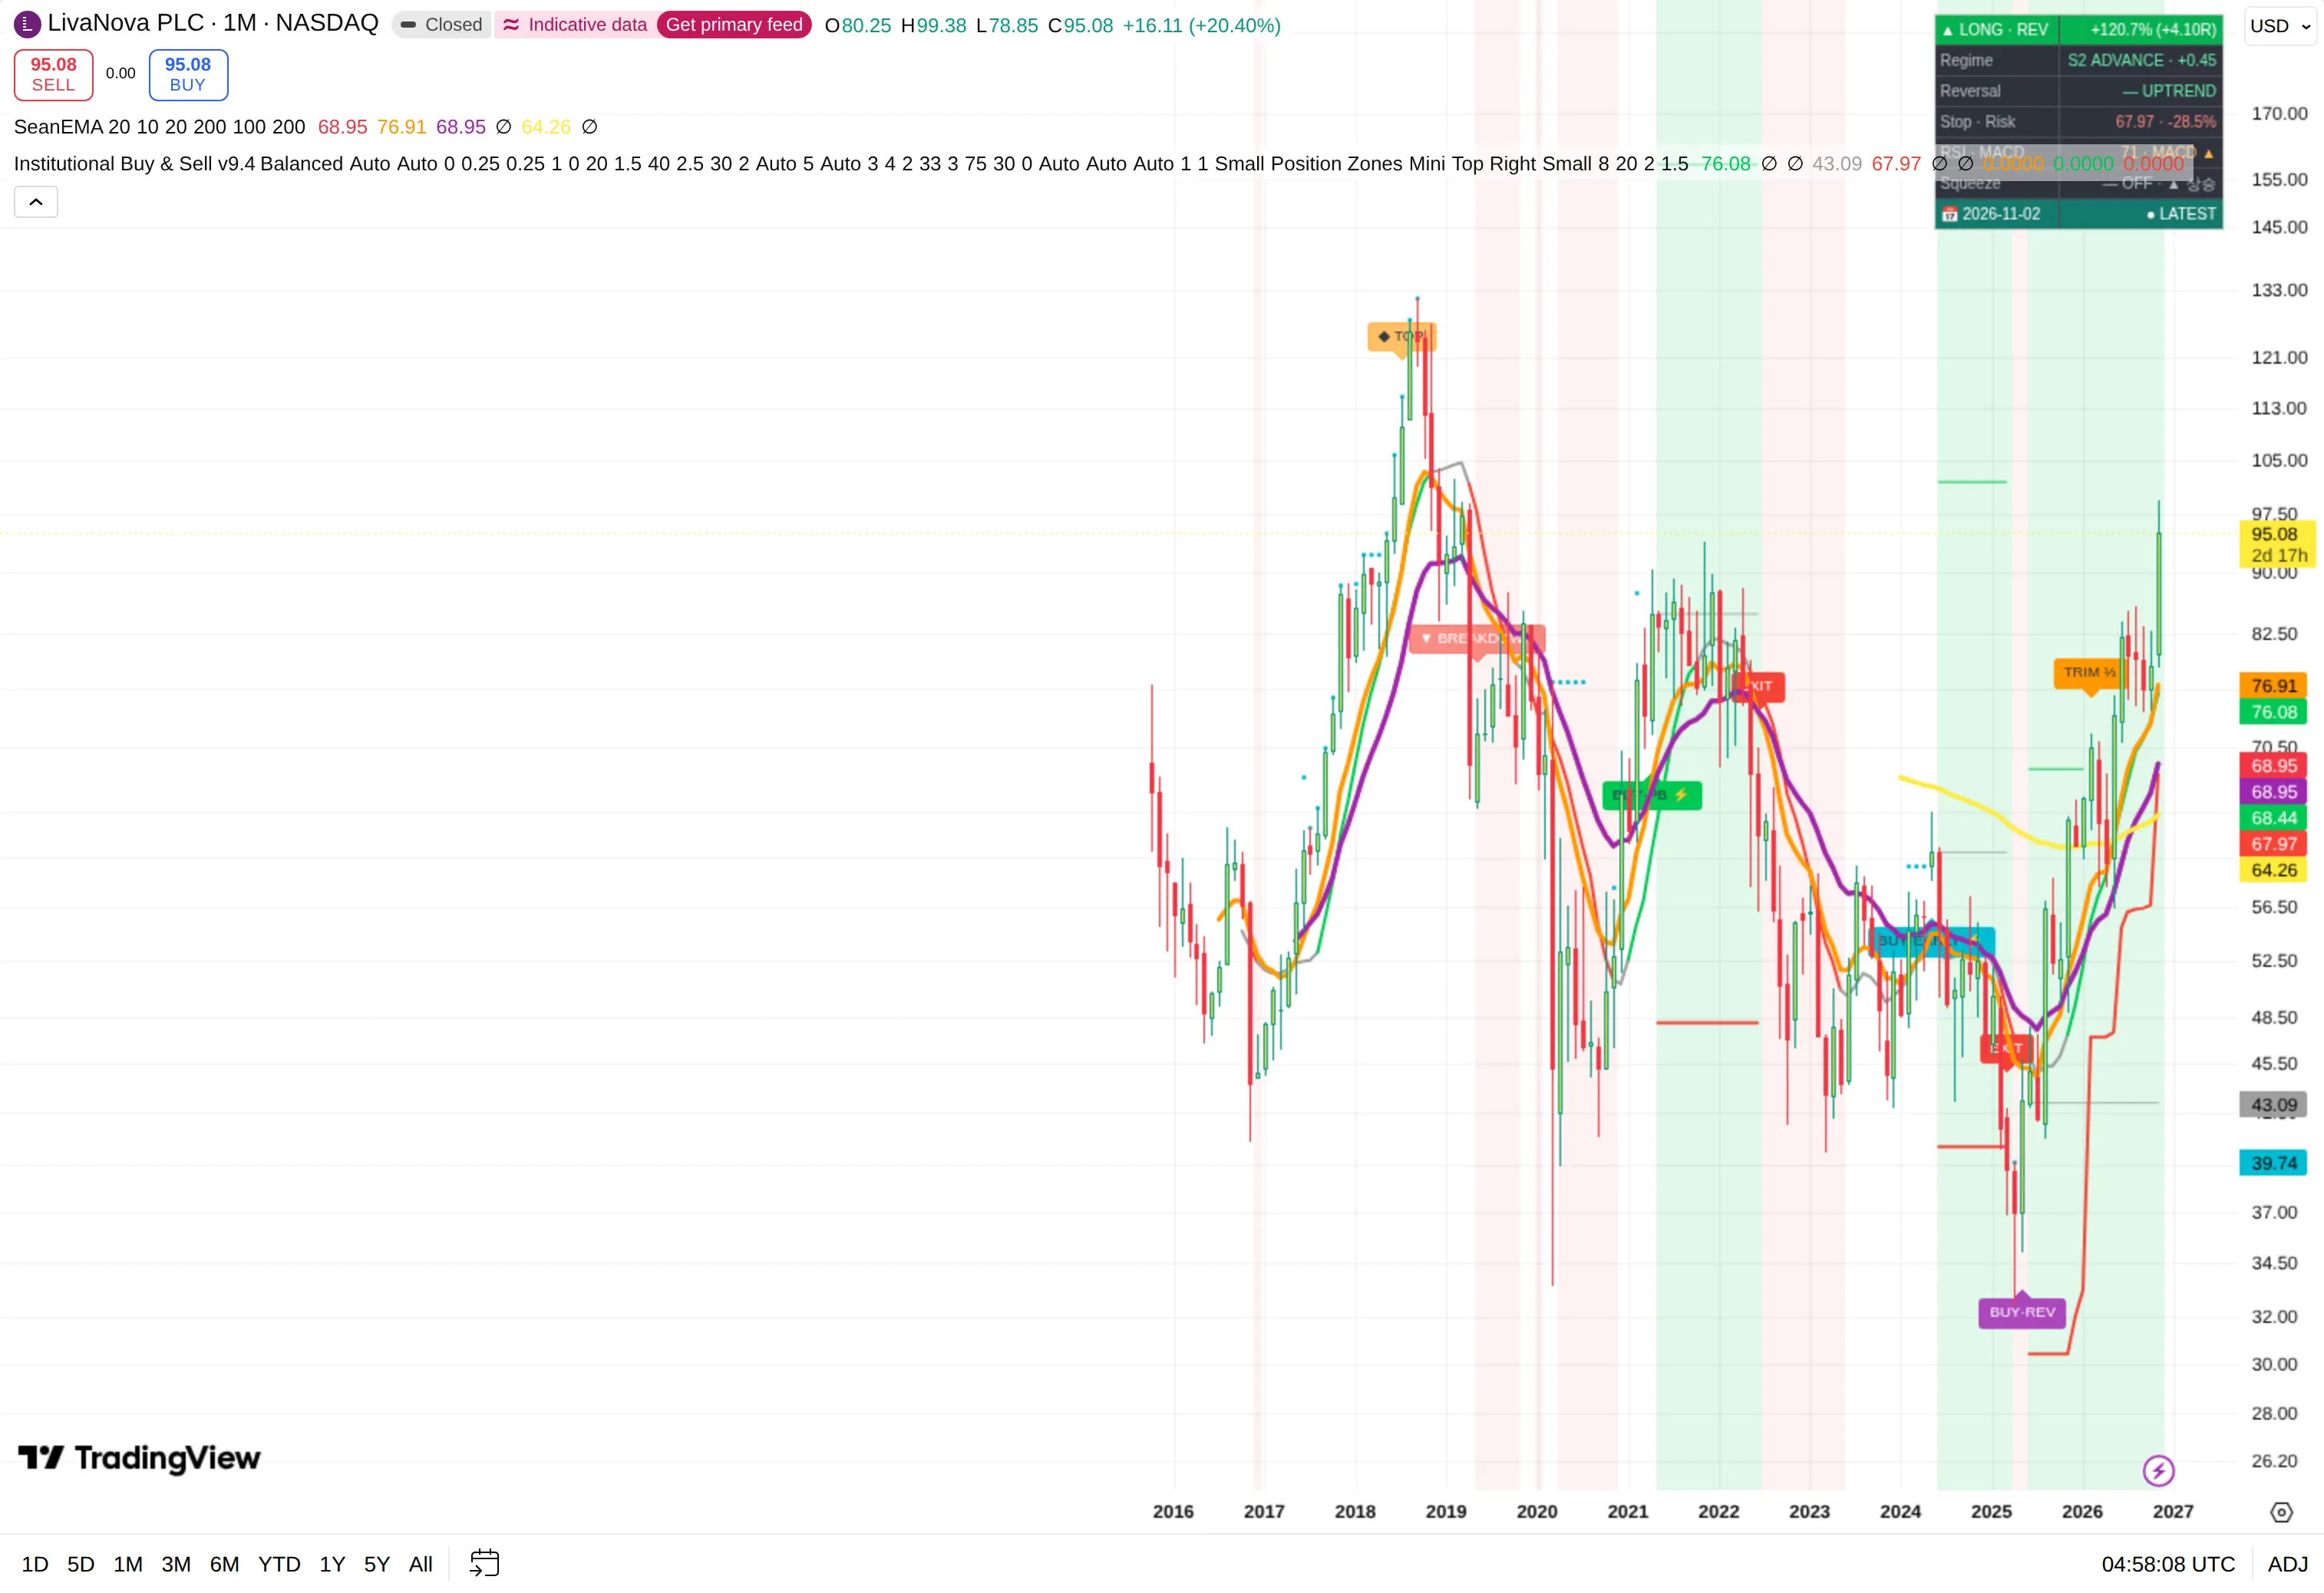 LivaNova PLC · 1M · NASDAQ Closed Indicative data Get primary feed O80.25 H99.38 L78.85 C95.08 +16.11 (+20.40%)
USD
95.08
SELL
0.00
95.08
BUY
SeanEMA 20 10 20 200 100 200 68.95 76.91 68.95 ∅ 64.26 ∅
Institutional Buy & Sell v9.4 Balanced Auto Auto 0 0.25 0.25 1 0 20 1.5 40 2.5 30 2 Auto 5 Auto 3 4 2 33 3 75 30 0 Auto Auto Auto 1 1 Small Position Zones Mini Top Right Small 8 20 2 1.5 76.08 ∅ ∅ 43.09 67.97 ∅ ∅ 0.0000 0.0000 0.0000
▲ LONG · REV +120.7% (+4.10R)
Regime S2 ADVANCE · +0.45
Reversal — UPTREND
Stop · Risk 67.97 · -28.5%
RSI · MACD 71 · MACD ▲
Squeeze — OFF · ▲ 상승
📅 2026-11-02 ● LATEST
170.00
155.00
145.00
133.00
121.00
113.00
105.00
97.50
95.08
2d 17h
90.00
82.50
76.91
76.08
70.50
68.95
68.95
68.44
67.97
64.26
56.50
52.50
48.50
45.50
43.09
39.74
37.00
34.50
32.00
30.00
28.00
26.20
◆ TOP
▼ BREAKDOWN
EXIT
BUY-PB ⚡
TRIM ½
EXIT
BUY-REV
TradingView
2016 2017 2018 2019 2020 2021 2022 2023 2024 2025 2026 2027
1D 5D 1M 3M 6M YTD 1Y 5Y All
04:58:08 UTC ADJ